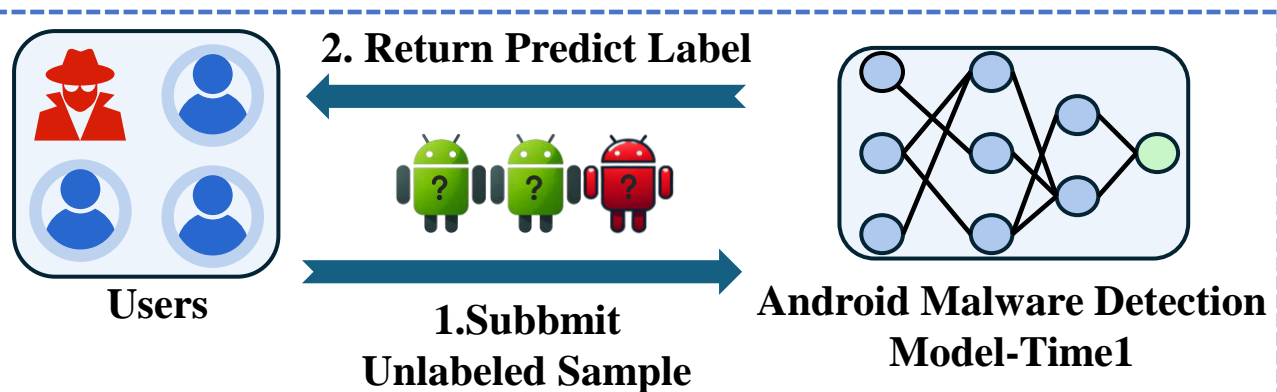 2. Return Predict Label
? ? ?
Users
1.Subbmit
Unlabeled Sample
Android Malware Detection
Model-Time1